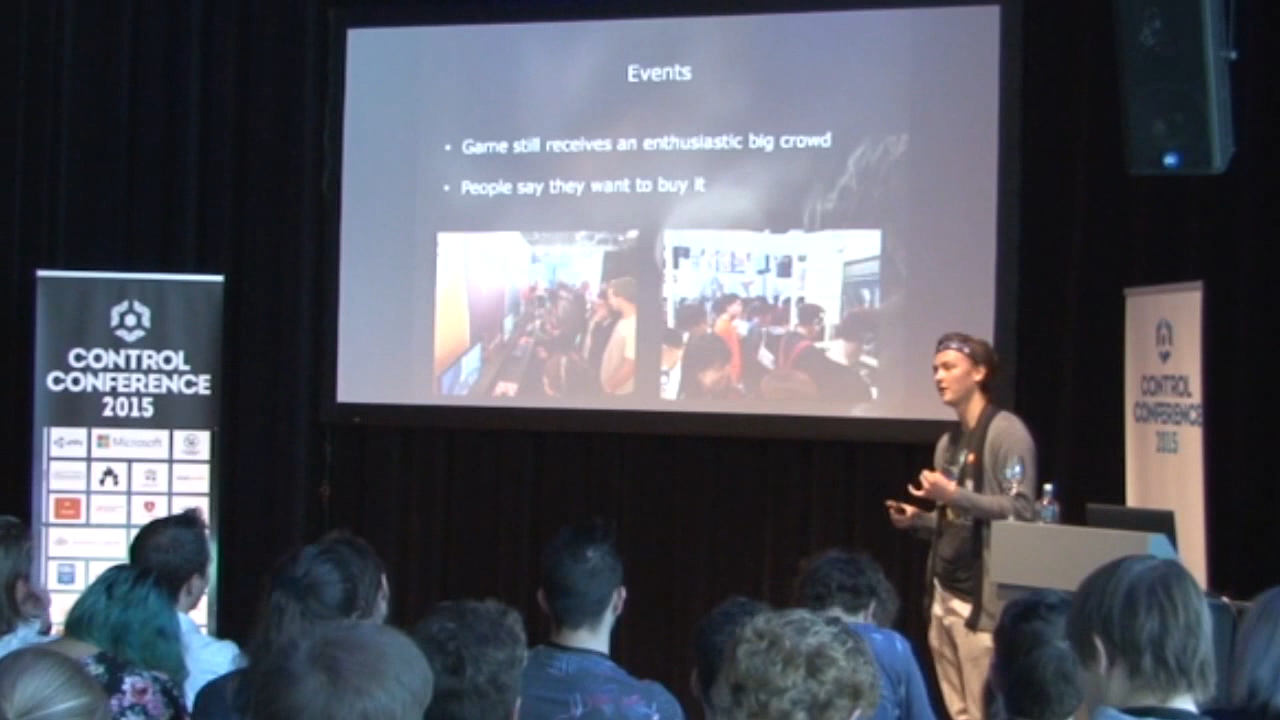 Events
• Game still receives an enthusiastic big crowd
• People say they want to buy it
CONTROL
CONFERENCE
2015
Microsoft
CONTROL
CONFERENCE
2015